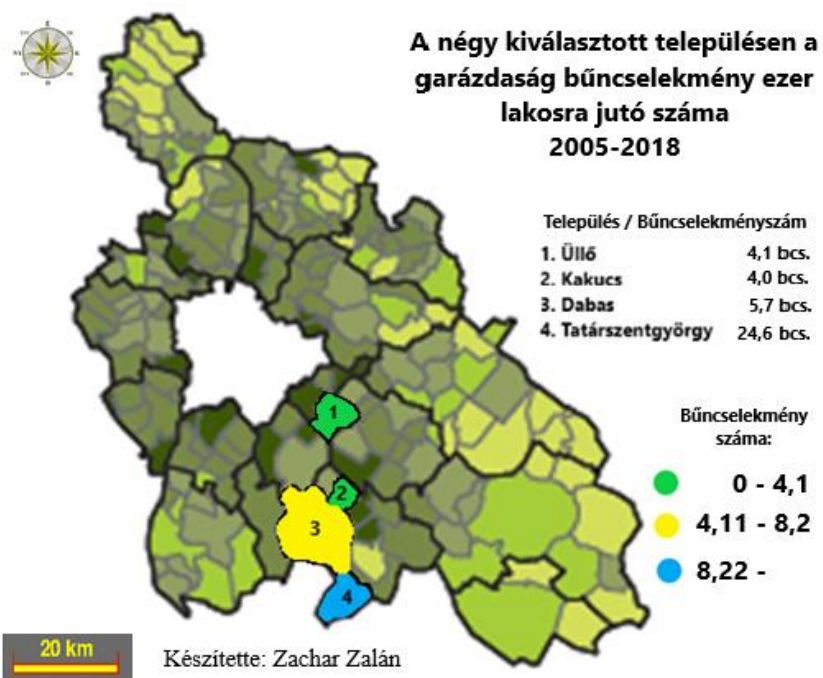 A négy kiválasztott településen a
garázdaság bűncselekmény ezer
lakosra jutó száma
2005-2018
Település / Bűncselekményszám
1. Üllő 4,1 bcs.
2. Kakucs 4,0 bcs.
3. Dabas 5,7 bcs.
4. Tatárszentgyörgy 24,6 bcs.
1
2
3
4
Bűncselekmény
száma:
0 - 4,1
4,11 - 8,2
8,22 -
20 km
Készítette: Zachar Zalán